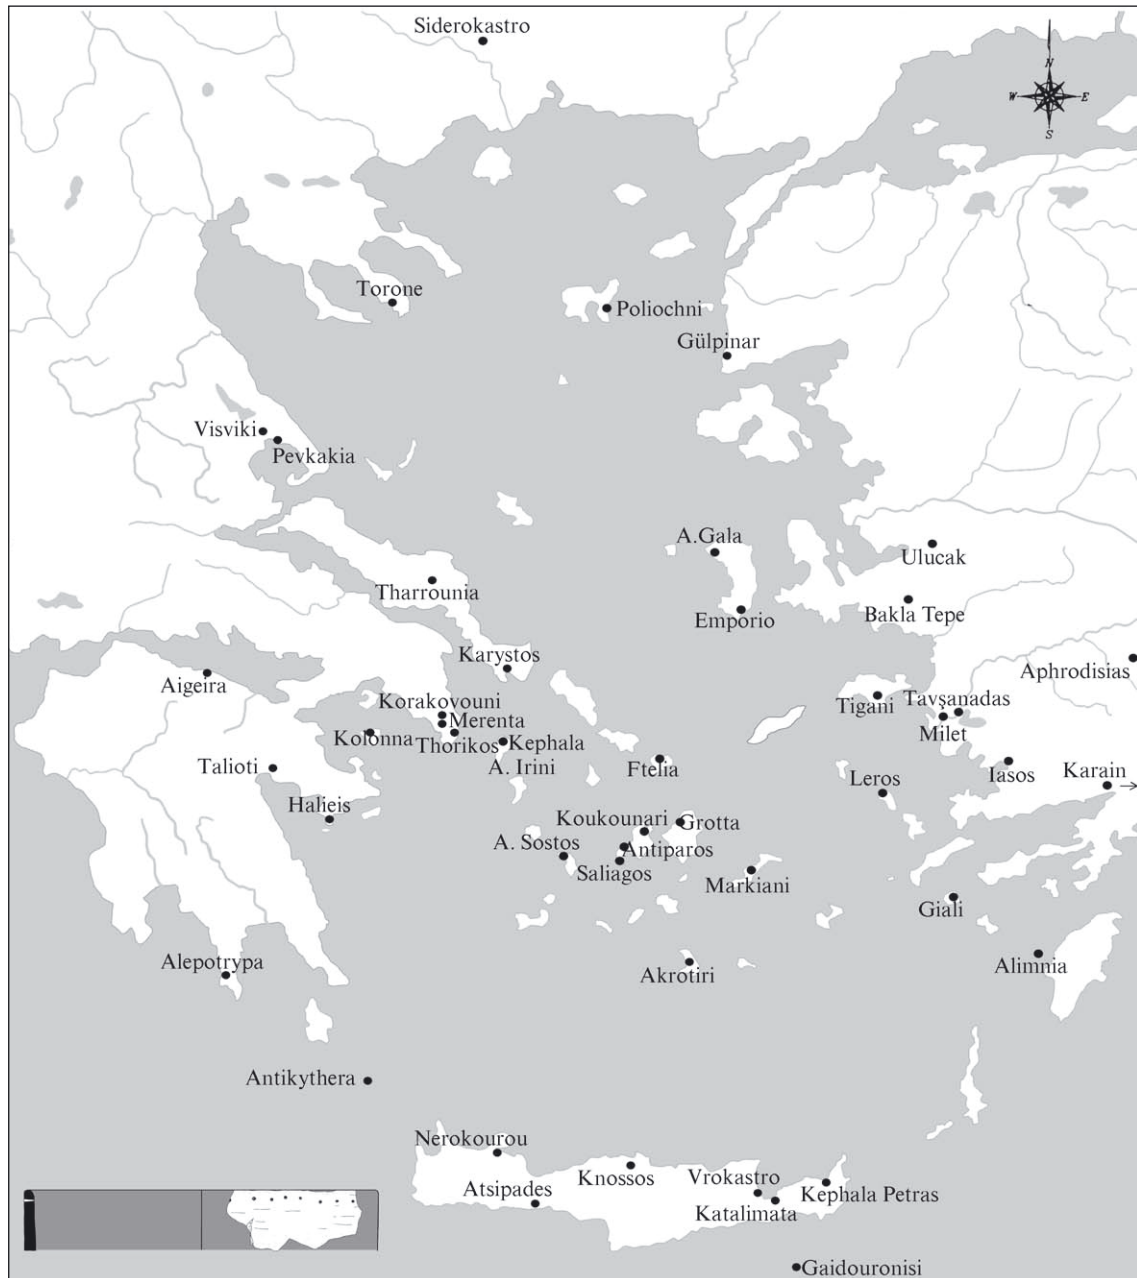 Siderokastro
N
W E
S
Torone
Poliochni
Gülpinar
Visviki
Pevkakia
A.Gala
Ulucak
Tharrounia
Bakla Tepe
Emporio
Karystos
Aphrodisias
Aigeira
Korakovouni
Tigani
Tavşanadas
Merenta
Milet
Kolonna
Thorikos
Kephala
A. Irini
Talioti
Ftelia
Leros
Iasos
Karain
Halieis
Koukounari
Grotta
A. Sostos
Antiparos
Saliagos
Markiani
Giali
Alepotrypa
Akrotiri
Alimnia
Antikythera
Nerokourou
Knossos
Vrokastro
Atsipades
Kephala Petras
Katalimata
Gaidouronisi